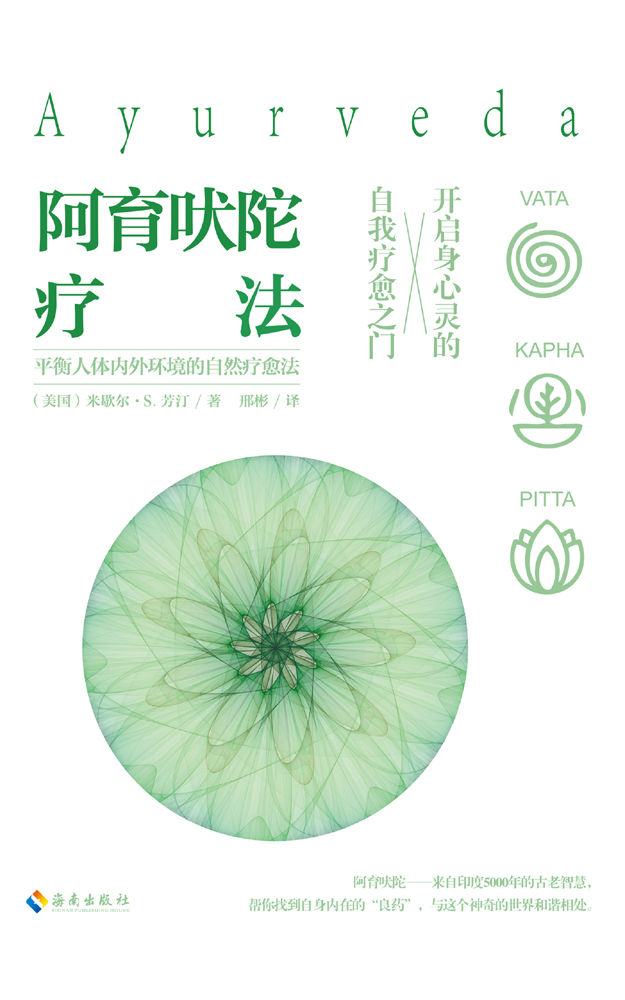 Ayurveda
阿育吠陀
疗法
平衡人体内外环境的自然疗愈法
（美国）米歇尔·S. 芳汀 / 著 邢彬 / 译
开启身心灵的
自我疗愈之门
VATA
KAPHA
PITTA
海南出版社
HAINAN PUBLISHING HOUSE
阿育吠陀——来自印度5000年的古老智慧，
帮你找到自身内在的“良药”，与这个神奇的世界和谐相处。